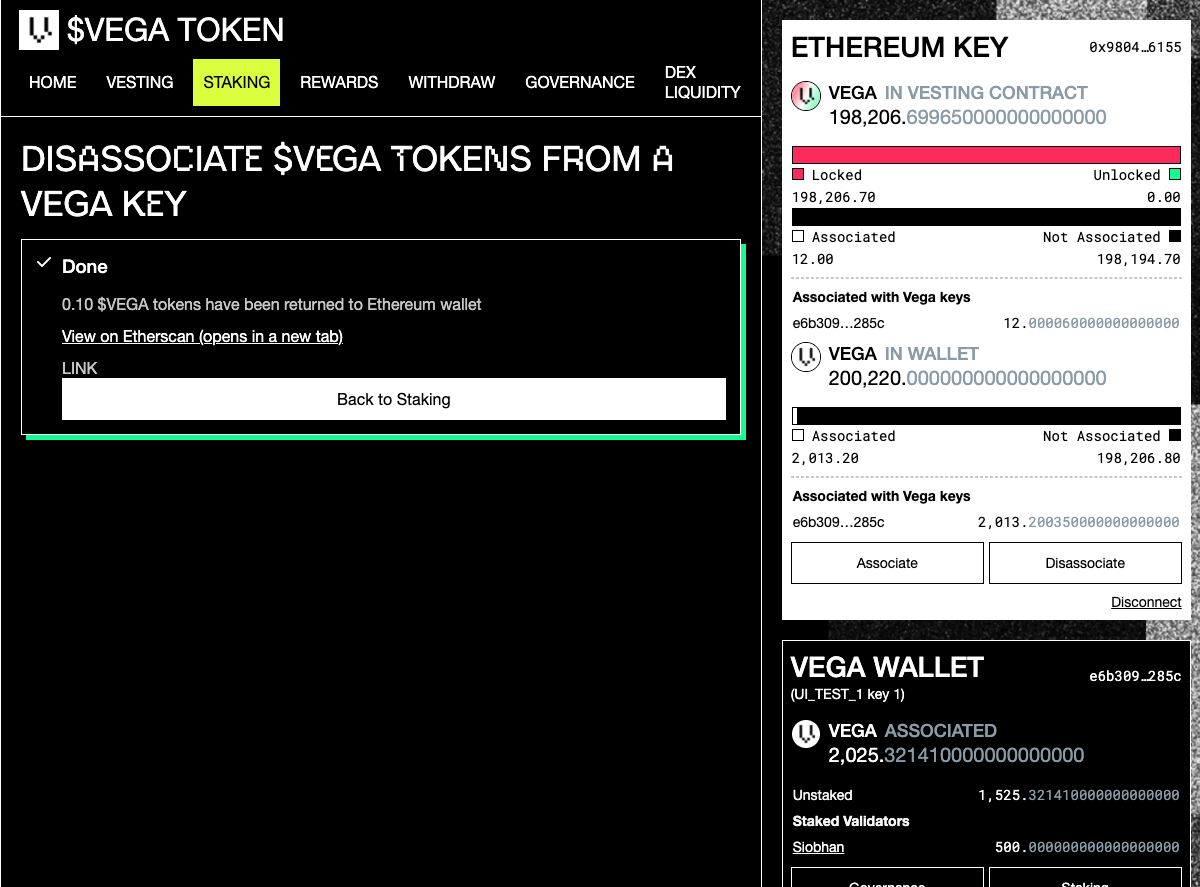 $VEGA TOKEN
HOME VESTING STAKING REWARDS WITHDRAW GOVERNANCE DEX LIQUIDITY
DISASSOCIATE $VEGA TOKENS FROM A
VEGA KEY
Done
0.10 $VEGA tokens have been returned to Ethereum wallet
View on Etherscan (opens in a new tab)
LINK
Back to Staking
ETHEREUM KEY 0x9804…6155
VEGA IN VESTING CONTRACT
198,206.699650000000000000
Locked Unlocked
198,206.70 0.00
Associated Not Associated
12.00 198,194.70
Associated with Vega keys
e6b309…285c 12.000060000000000000
VEGA IN WALLET
200,220.000000000000000000
Associated Not Associated
2,013.20 198,206.80
Associated with Vega keys
e6b309…285c 2,013.200350000000000000
Associate Disassociate
Disconnect
VEGA WALLET e6b309…285c
(UI_TEST_1 key 1)
VEGA ASSOCIATED
2,025.321410000000000000
Unstaked 1,525.321410000000000000
Staked Validators
Siobhan 500.000000000000000000
Governance Staking